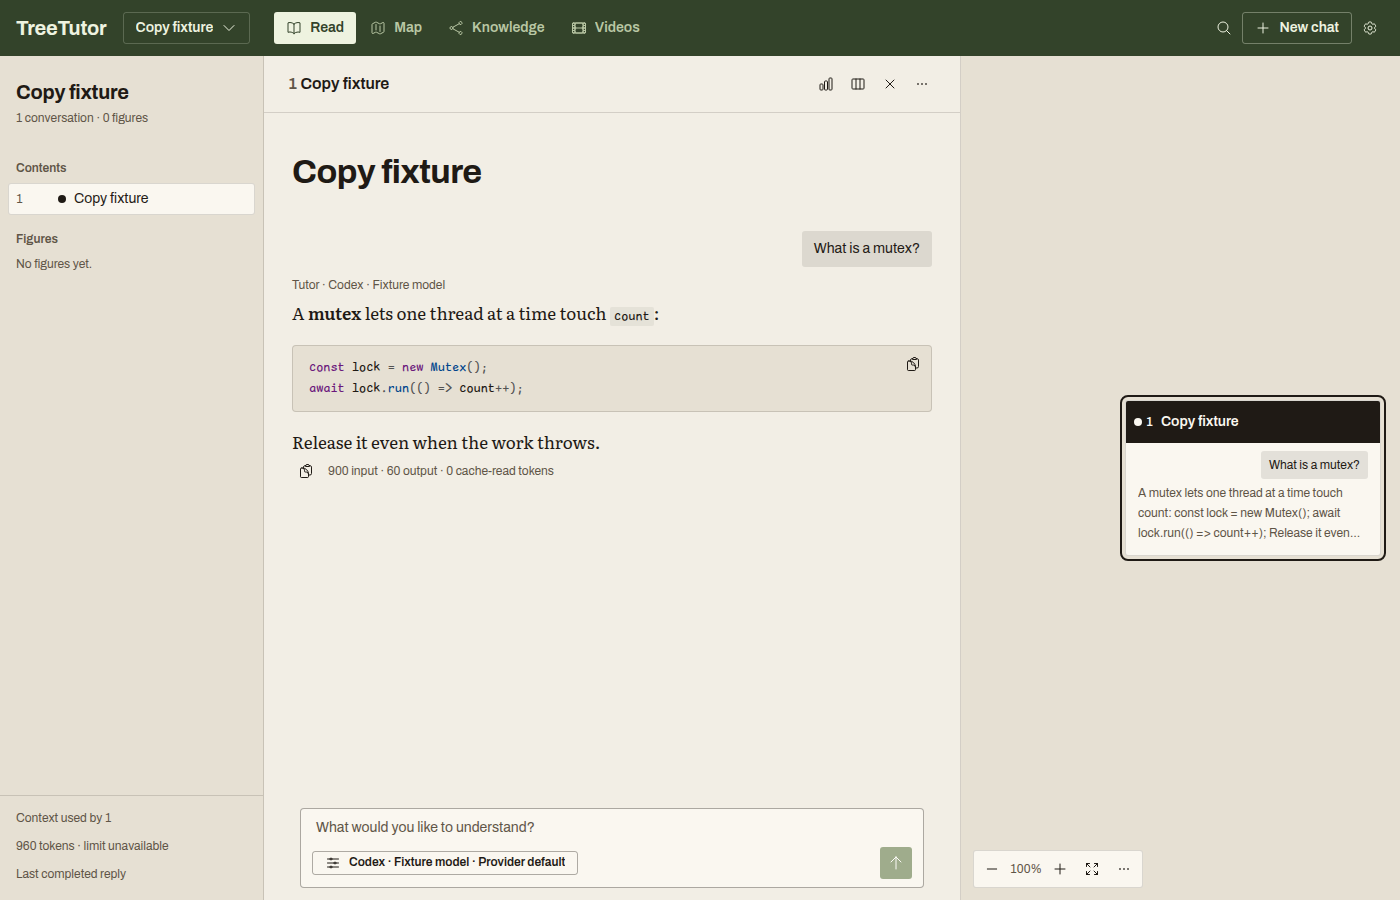 TreeTutor
Copy fixture
Read
Map
Knowledge
Videos
New chat
Copy fixture
1 conversation · 0 figures
Contents
1 Copy fixture
Figures
No figures yet.
Context used by 1
960 tokens · limit unavailable
Last completed reply
1 Copy fixture
Copy fixture
What is a mutex?
Tutor · Codex · Fixture model
A mutex lets one thread at a time touch count:
const lock = new Mutex();
await lock.run(() => count++);
Release it even when the work throws.
900 input · 60 output · 0 cache-read tokens
What would you like to understand?
Codex · Fixture model · Provider default
1 Copy fixture
What is a mutex?
A mutex lets one thread at a time touch
count: const lock = new Mutex(); await
lock.run(() => count++); Release it even...
100%